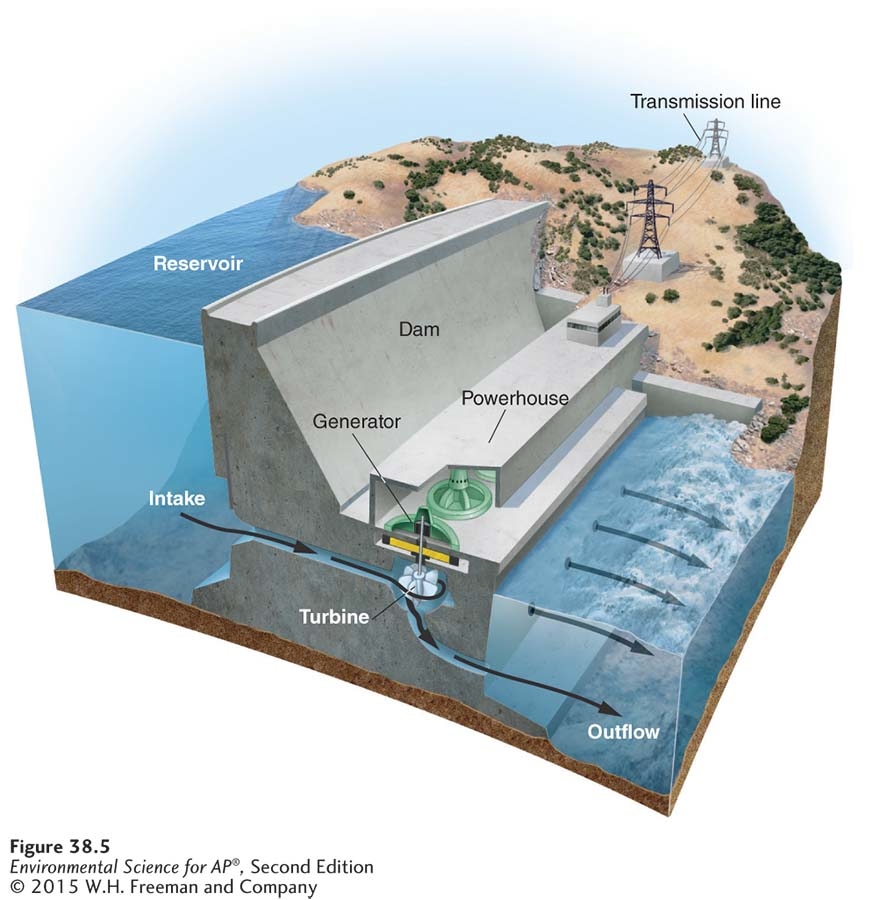 Transmission line
Reservoir
Dam
Powerhouse
Generator
Intake
Turbine
Outflow
Figure 38.5
Environmental Science for AP®, Second Edition
© 2015 W.H. Freeman and Company